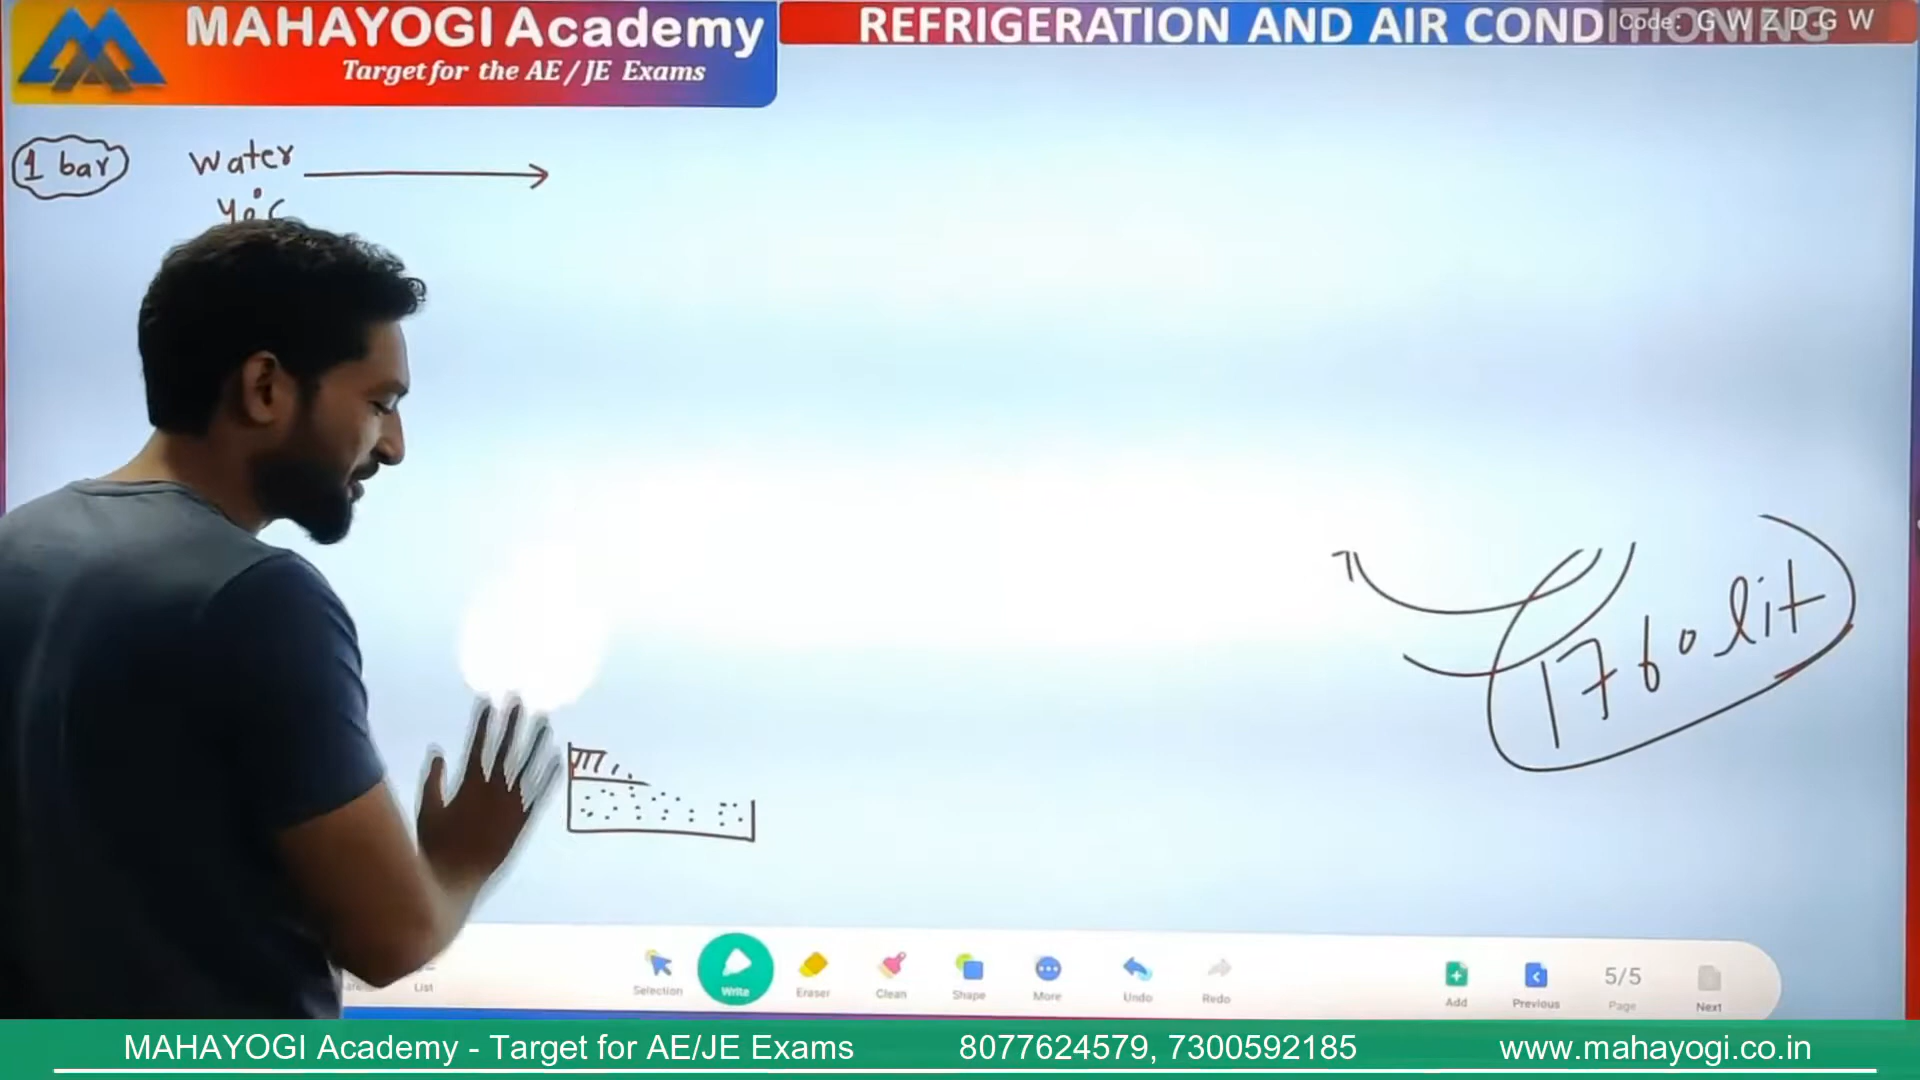 MAHAYOGI Academy
Target for the AE / JE Exams
REFRIGERATION AND AIR CONDITIONING
Code: G W Z D G W
1 bar
Water
40°C
1760 lit
List
Selection
Write
Eraser
Clean
Shape
More
Undo
Redo
Add
Previous
5/5
Page
Next
MAHAYOGI Academy - Target for AE/JE Exams
8077624579, 7300592185
www.mahayogi.co.in